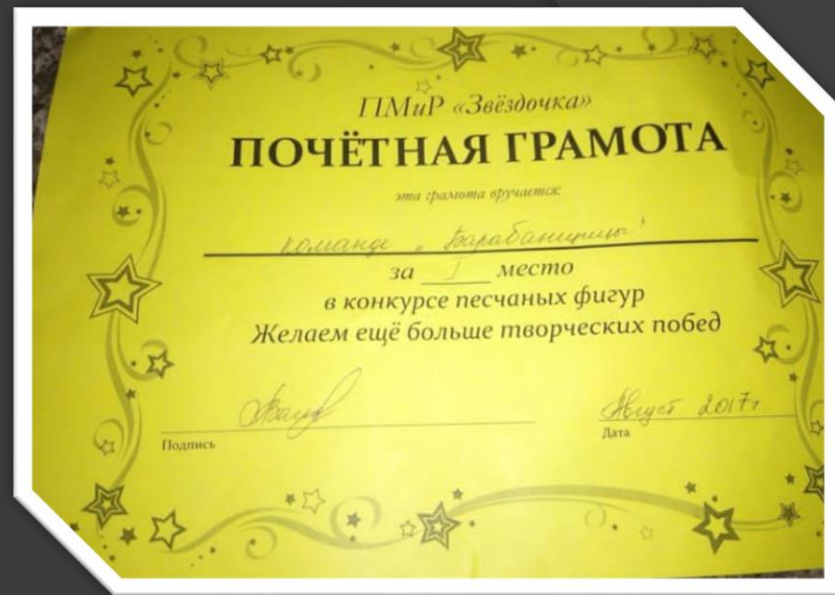 ПМиР «Звёздочка»
ПОЧЁТНАЯ ГРАМОТА
эта грамота вручается:
команде „Барабанщицы"
за I место
в конкурсе песчаных фигур
Желаем ещё больше творческих побед
Август 2017г.
Подпись
Дата